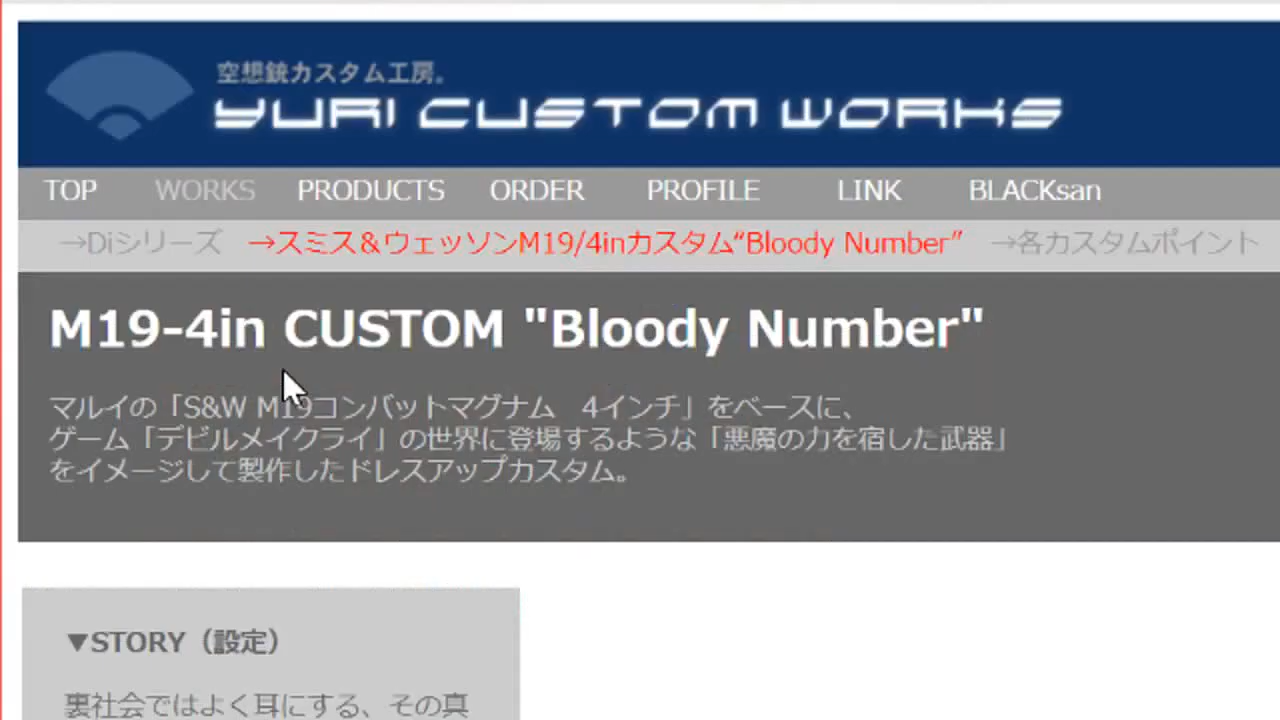 空想銃カスタム工房。
YURI CUSTOM WORKS
TOP WORKS PRODUCTS ORDER PROFILE LINK BLACKsan
→Diシリーズ →スミス＆ウェッソンM19/4inカスタム“Bloody Number” →各カスタムポイント
M19-4in CUSTOM "Bloody Number"
マルイの「S&W M19コンバットマグナム　4インチ」をベースに、
ゲーム「デビルメイクライ」の世界に登場するような「悪魔の力を宿した武器」
をイメージして製作したドレスアップカスタム。
▼STORY（設定）
裏社会ではよく耳にする、その真